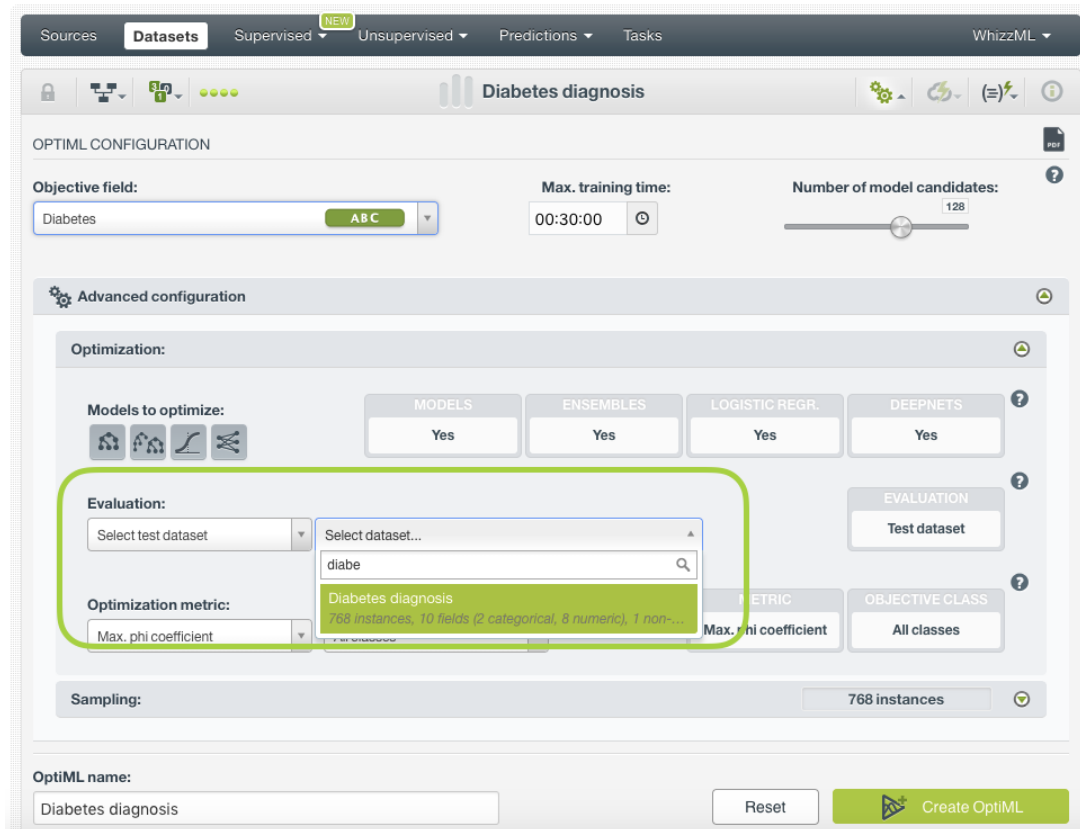 NEW
Sources Datasets Supervised Unsupervised Predictions Tasks WhizzML
Diabetes diagnosis
OPTIML CONFIGURATION
PDF
Objective field: Max. training time: Number of model candidates:
128
Diabetes ABC 00:30:00
Advanced configuration
Optimization:
Models to optimize:
MODELS ENSEMBLES LOGISTIC REGR. DEEPNETS
Yes Yes Yes Yes
Evaluation:
EVALUATION
Select test dataset Select dataset... Test dataset
diabe
Diabetes diagnosis
768 instances, 10 fields (2 categorical, 8 numeric), 1 non-...
Optimization metric:
METRIC OBJECTIVE CLASS
Max. phi coefficient All classes Max. phi coefficient All classes
Sampling: 768 instances
OptiML name:
Diabetes diagnosis Reset Create OptiML